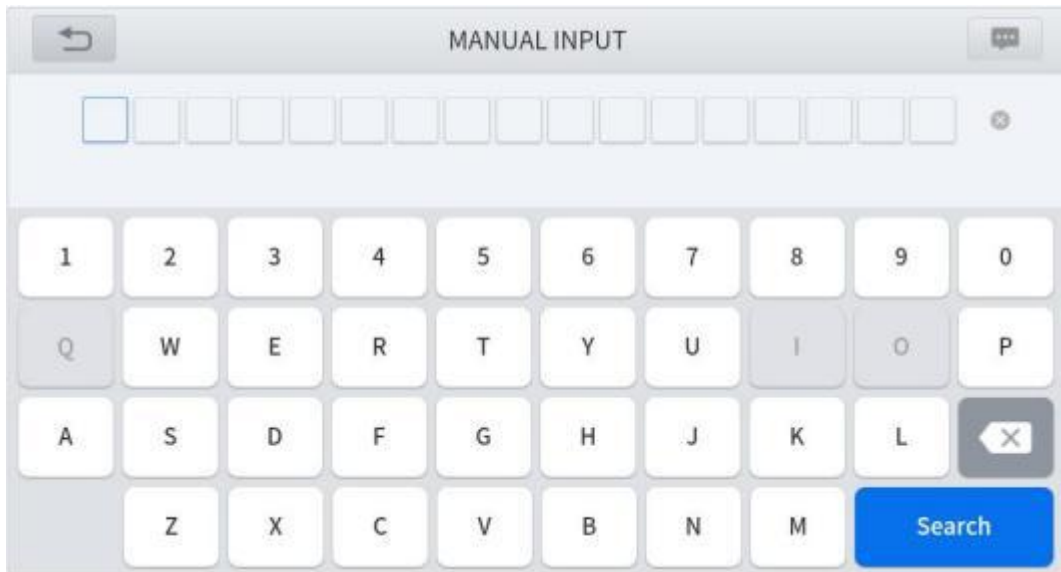 MANUAL INPUT
1 2 3 4 5 6 7 8 9 0
Q W E R T Y U I O P
A S D F G H J K L
Z X C V B N M Search